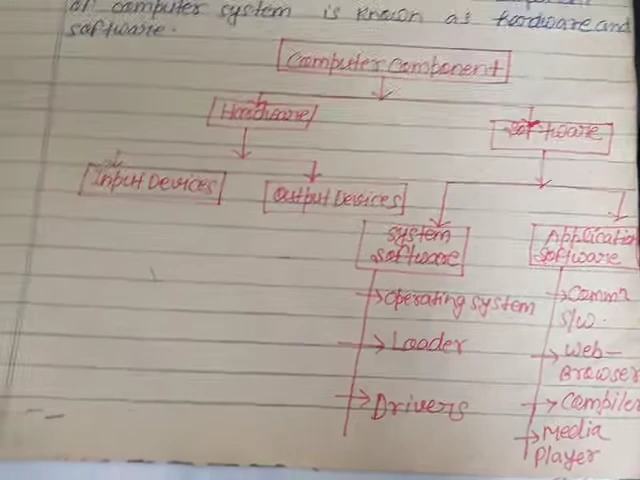 of computer system is known as hardware and
software.
Computer component
Hardware
Software
Input Devices
Output Devices
System
software
Application
software
operating system
Comm?
s/w.
Loader
Web-
Browser
Drivers
Compiler
Media
player